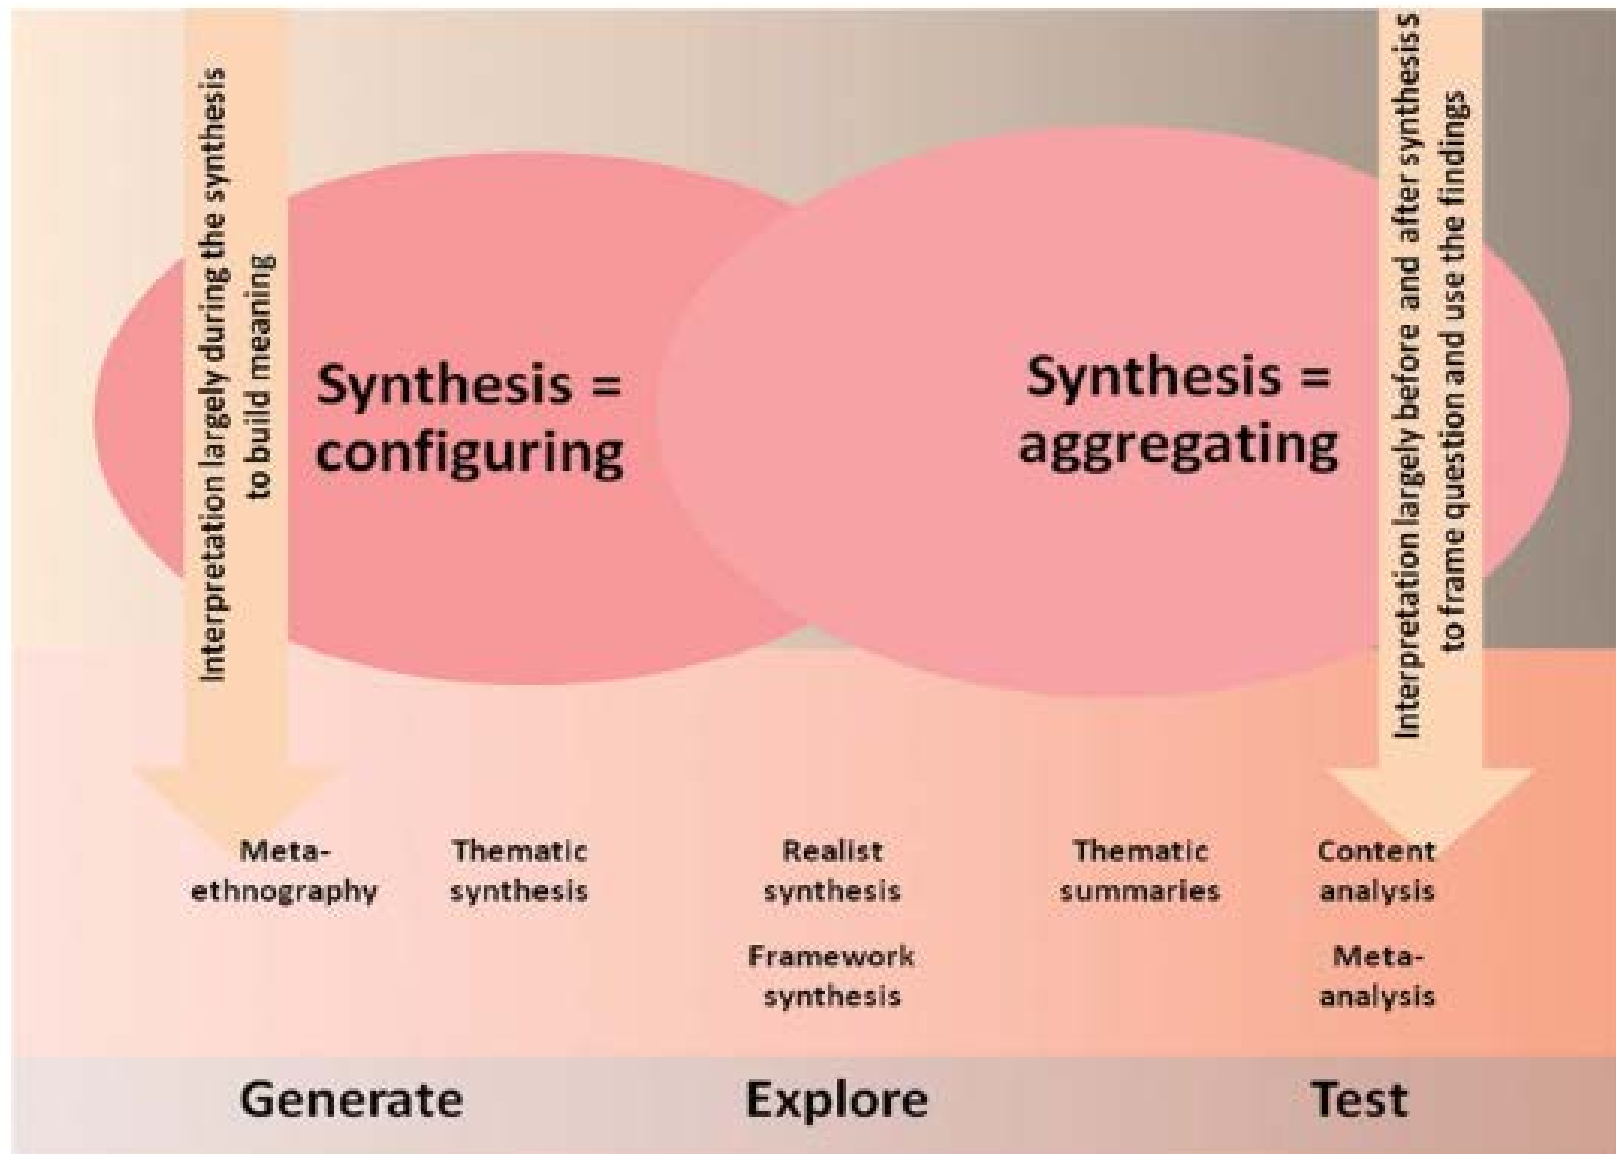 Interpretation largely during the synthesis
to build meaning
Synthesis =
configuring
Synthesis =
aggregating
Interpretation largely before and after synthesiss
to frame question and use the findings
Meta-
ethnography
Thematic
synthesis
Realist
synthesis
Framework
synthesis
Thematic
summaries
Content
analysis
Meta-
analysis
Generate
Explore
Test